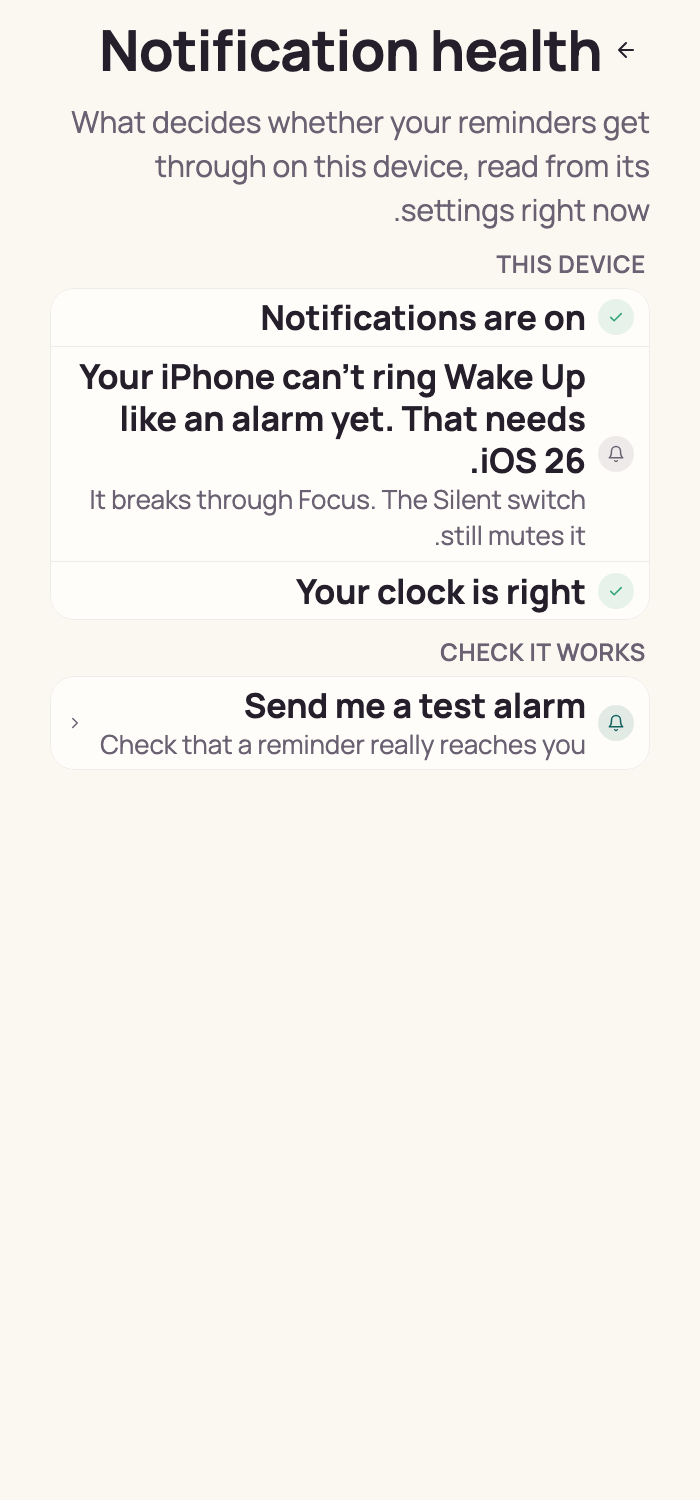 Notification health
What decides whether your reminders get
through on this device, read from its
.settings right now
THIS DEVICE
Notifications are on
Your iPhone can't ring Wake Up
like an alarm yet. That needs
.iOS 26
It breaks through Focus. The Silent switch
.still mutes it
Your clock is right
CHECK IT WORKS
Send me a test alarm
Check that a reminder really reaches you